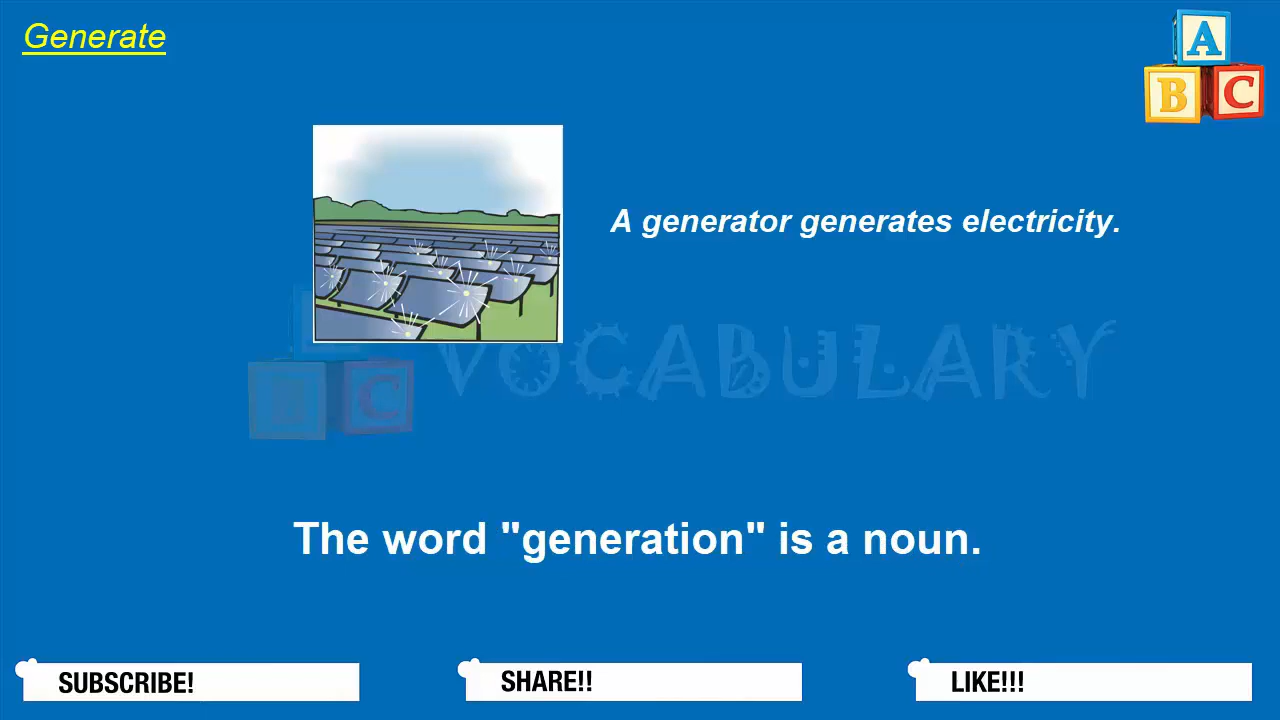 Generate
A
B C
A generator generates electricity.
VOCABULARY
B C
The word "generation" is a noun.
SUBSCRIBE!
SHARE!!
LIKE!!!